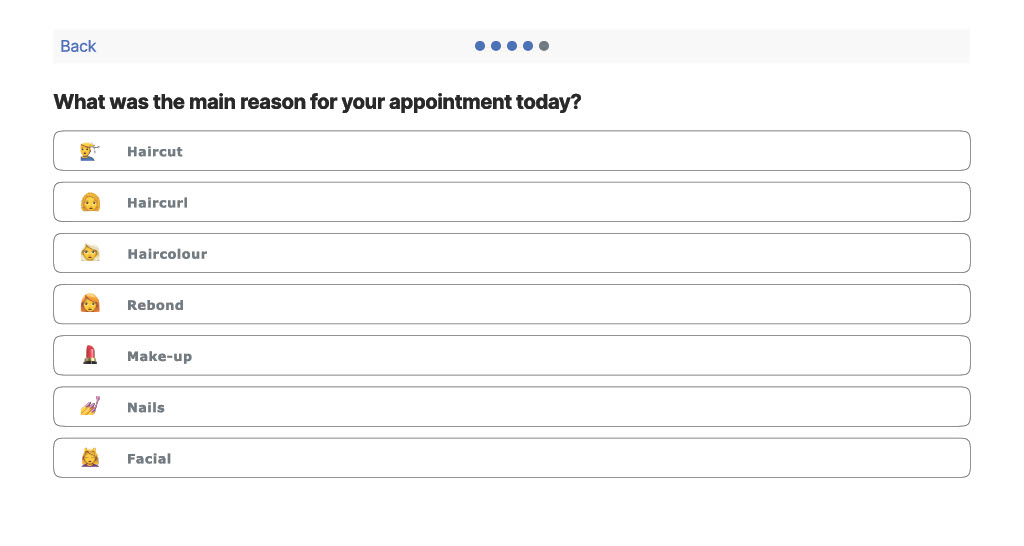 Back
What was the main reason for your appointment today?
Haircut
Haircurl
Haircolour
Rebond
Make-up
Nails
Facial